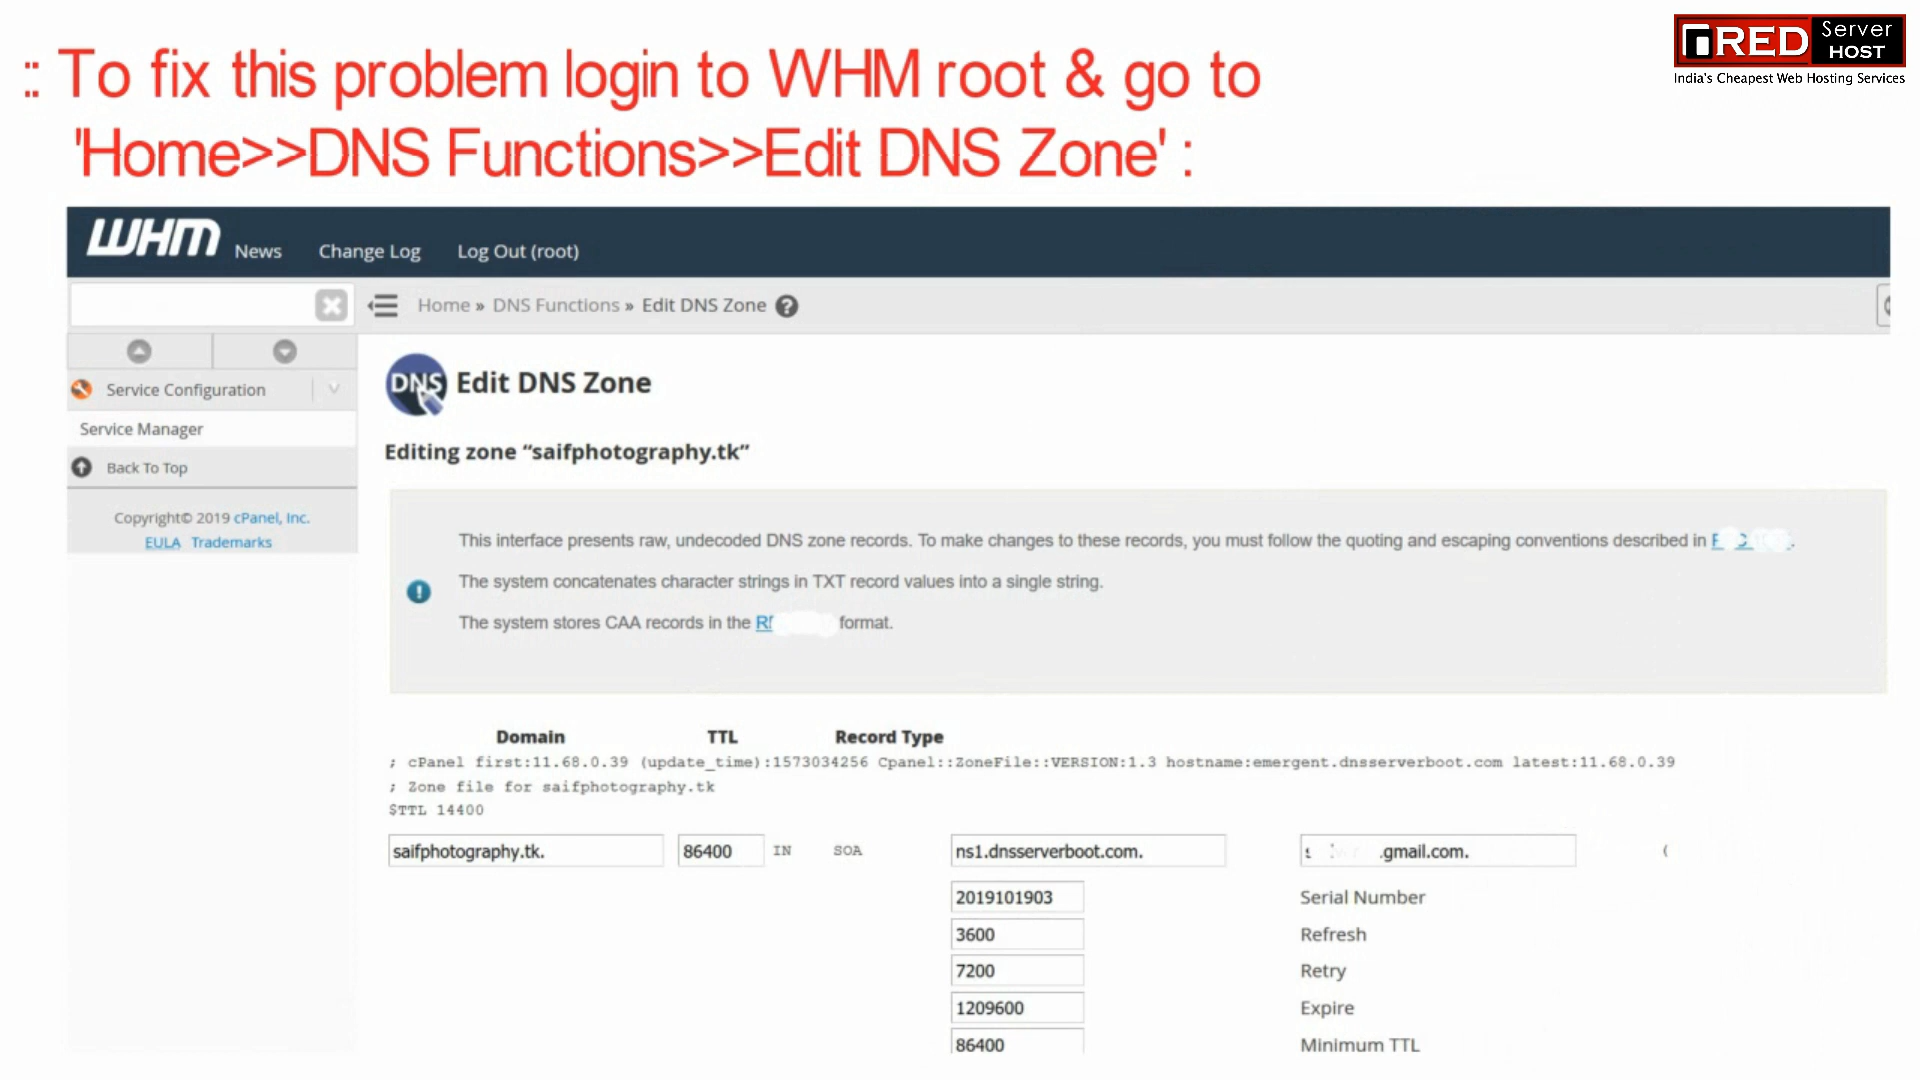 :: To fix this problem login to WHM root & go to
'Home>>DNS Functions>>Edit DNS Zone' :
RED Server HOST
India's Cheapest Web Hosting Services
WHM News Change Log Log Out (root)
Home » DNS Functions » Edit DNS Zone ?
Service Configuration
Service Manager
Back To Top
Copyright© 2019 cPanel, Inc.
EULA Trademarks
DNS Edit DNS Zone
Editing zone “saifphotography.tk”
This interface presents raw, undecoded DNS zone records. To make changes to these records, you must follow the quoting and escaping conventions described in
The system concatenates character strings in TXT record values into a single string.
The system stores CAA records in the format.
Domain TTL Record Type
; cPanel first:11.68.0.39 (update_time):1573034256 Cpanel::ZoneFile::VERSION:1.3 hostname:emergent.dnsserverboot.com latest:11.68.0.39
; Zone file for saifphotography.tk
$TTL 14400
saifphotography.tk. 86400 IN SOA ns1.dnsserverboot.com. .gmail.com. (
2019101903 Serial Number
3600 Refresh
7200 Retry
1209600 Expire
86400 Minimum TTL